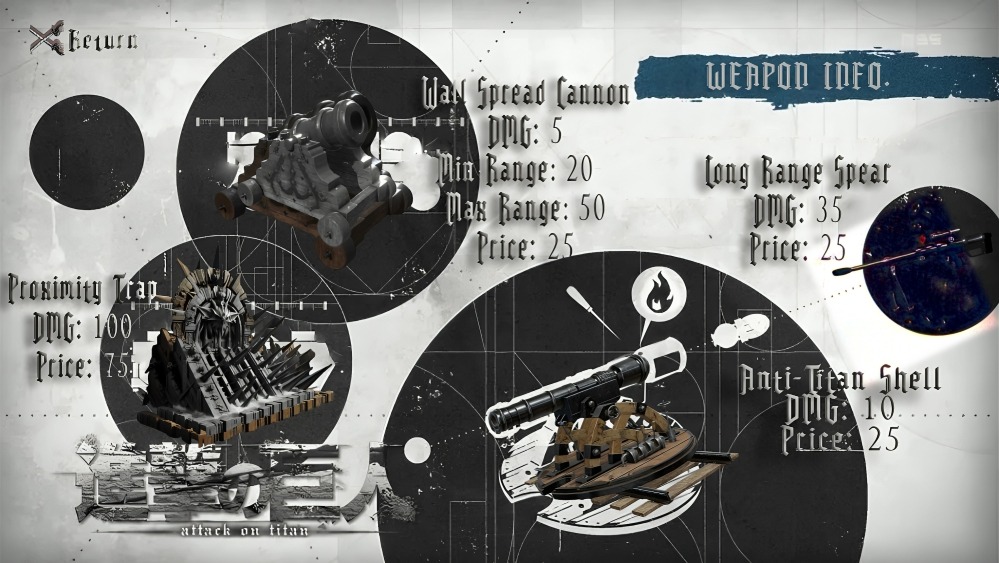 Return
WEAPON INFO.
Wall Spread Cannon
DMG: 5
Min Range: 20
Max Range: 50
Price: 25
Long Range Spear
DMG: 35
Price: 25
Proximity Trap
DMG: 100
Price: 75
Anti-Titan Shell
DMG: 10
Price: 25
attack on titan